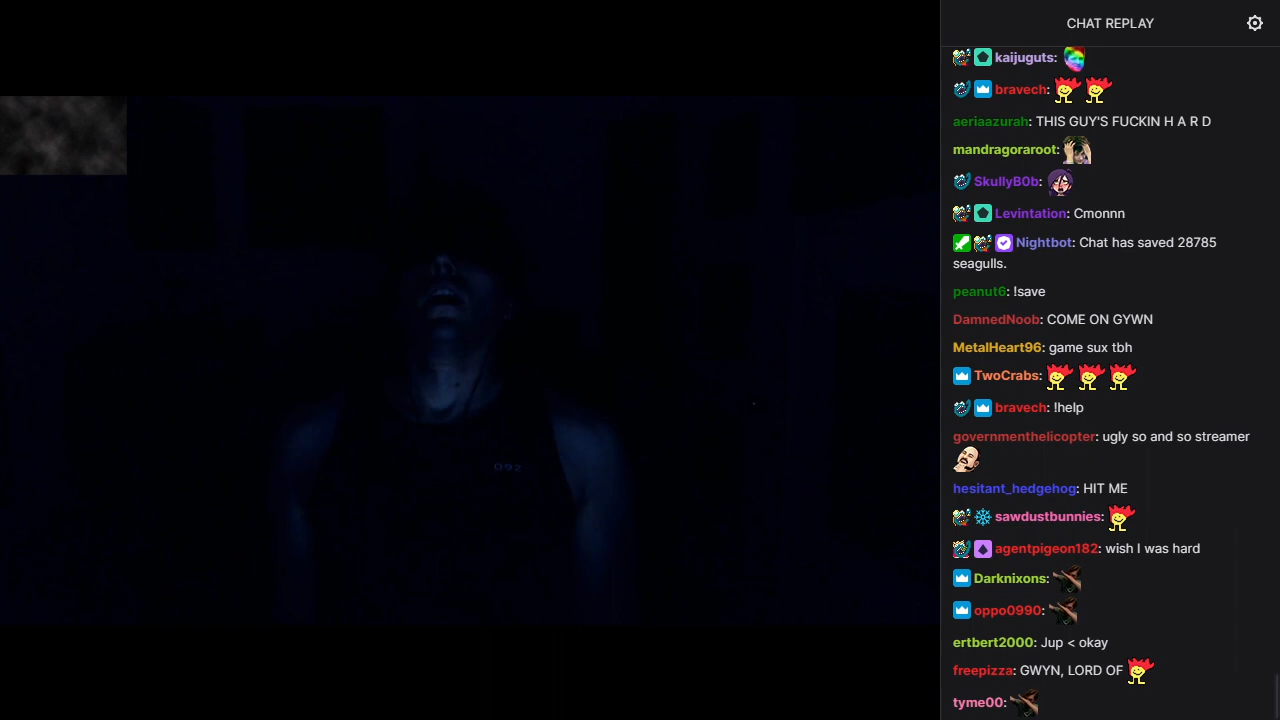 CHAT REPLAY
kaijuguts:
bravech:
aeriaazurah: THIS GUY'S FUCKIN H A R D
mandragoraroot:
SkullyB0b:
Levintation: Cmonnn
Nightbot: Chat has saved 28785
seagulls.
peanut6: !save
DamnedNoob: COME ON GYWN
MetalHeart96: game sux tbh
TwoCrabs:
bravech: !help
governmenthelicopter: ugly so and so streamer
hesitant_hedgehog: HIT ME
sawdustbunnies:
agentpigeon182: wish I was hard
Darknixons:
oppo0990:
ertbert2000: Jup < okay
freepizza: GWYN, LORD OF
tyme00:
092